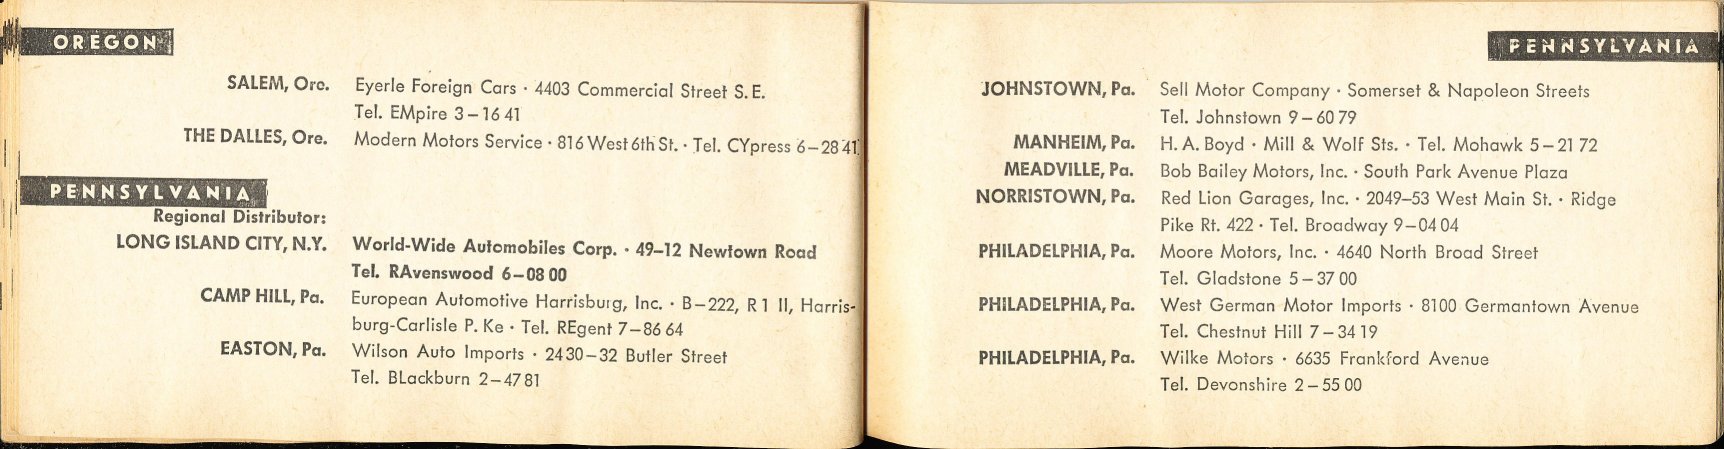 OREGON
SALEM, Ore. Eyerle Foreign Cars · 4403 Commercial Street S.E.
Tel. EMpire 3–16 41
THE DALLES, Ore. Modern Motors Service · 816 West 6th St. · Tel. CYpress 6–28 41
PENNSYLVANIA
Regional Distributor:
LONG ISLAND CITY, N.Y. World-Wide Automobiles Corp. · 49–12 Newtown Road
Tel. RAvenswood 6–08 00
CAMP HILL, Pa. European Automotive Harrisburg, Inc. · B–222, R 1 II, Harris-
burg-Carlisle P. Ke · Tel. REgent 7–86 64
EASTON, Pa. Wilson Auto Imports · 24 30–32 Butler Street
Tel. BLackburn 2–47 81
PENNSYLVANIA
JOHNSTOWN, Pa. Sell Motor Company · Somerset & Napoleon Streets
Tel. Johnstown 9–60 79
MANHEIM, Pa. H. A. Boyd · Mill & Wolf Sts. · Tel. Mohawk 5–21 72
MEADVILLE, Pa. Bob Bailey Motors, Inc. · South Park Avenue Plaza
NORRISTOWN, Pa. Red Lion Garages, Inc. · 2049–53 West Main St. · Ridge
Pike Rt. 422 · Tel. Broadway 9–04 04
PHILADELPHIA, Pa. Moore Motors, Inc. · 4640 North Broad Street
Tel. Gladstone 5–37 00
PHILADELPHIA, Pa. West German Motor Imports · 8100 Germantown Avenue
Tel. Chestnut Hill 7–34 19
PHILADELPHIA, Pa. Wilke Motors · 6635 Frankford Avenue
Tel. Devonshire 2–55 00